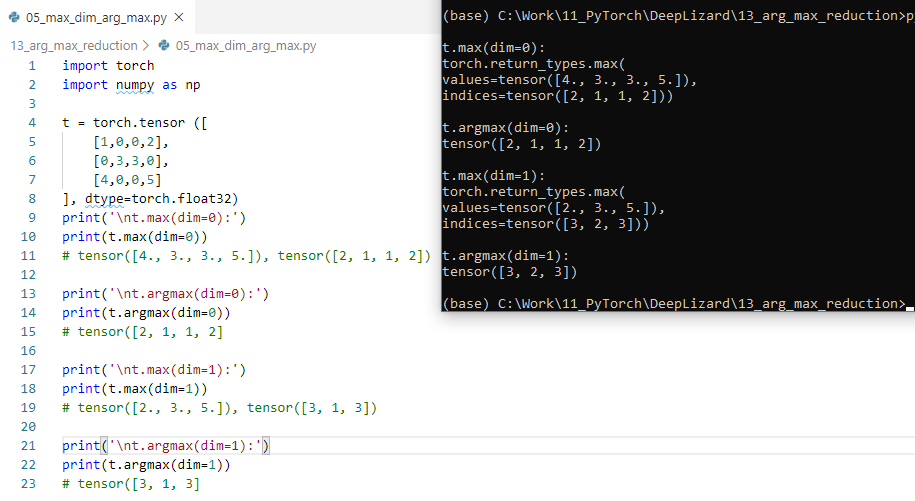 05_max_dim_arg_max.py ×
13_arg_max_reduction > 05_max_dim_arg_max.py
1 import torch
2 import numpy as np
3
4 t = torch.tensor ([
5 [1,0,0,2],
6 [0,3,3,0],
7 [4,0,0,5]
8 ], dtype=torch.float32)
9 print('\nt.max(dim=0):')
10 print(t.max(dim=0))
11 # tensor([4., 3., 3., 5.]), tensor([2, 1, 1, 2])
12
13 print('\nt.argmax(dim=0):')
14 print(t.argmax(dim=0))
15 # tensor([2, 1, 1, 2]
16
17 print('\nt.max(dim=1):')
18 print(t.max(dim=1))
19 # tensor([2., 3., 5.]), tensor([3, 1, 3])
20
21 print('\nt.argmax(dim=1):')
22 print(t.argmax(dim=1))
23 # tensor([3, 1, 3]
(base) C:\Work\11_PyTorch\DeepLizard\13_arg_max_reduction>p
t.max(dim=0):
torch.return_types.max(
values=tensor([4., 3., 3., 5.]),
indices=tensor([2, 1, 1, 2]))
t.argmax(dim=0):
tensor([2, 1, 1, 2])
t.max(dim=1):
torch.return_types.max(
values=tensor([2., 3., 5.]),
indices=tensor([3, 2, 3]))
t.argmax(dim=1):
tensor([3, 2, 3])
(base) C:\Work\11_PyTorch\DeepLizard\13_arg_max_reduction>